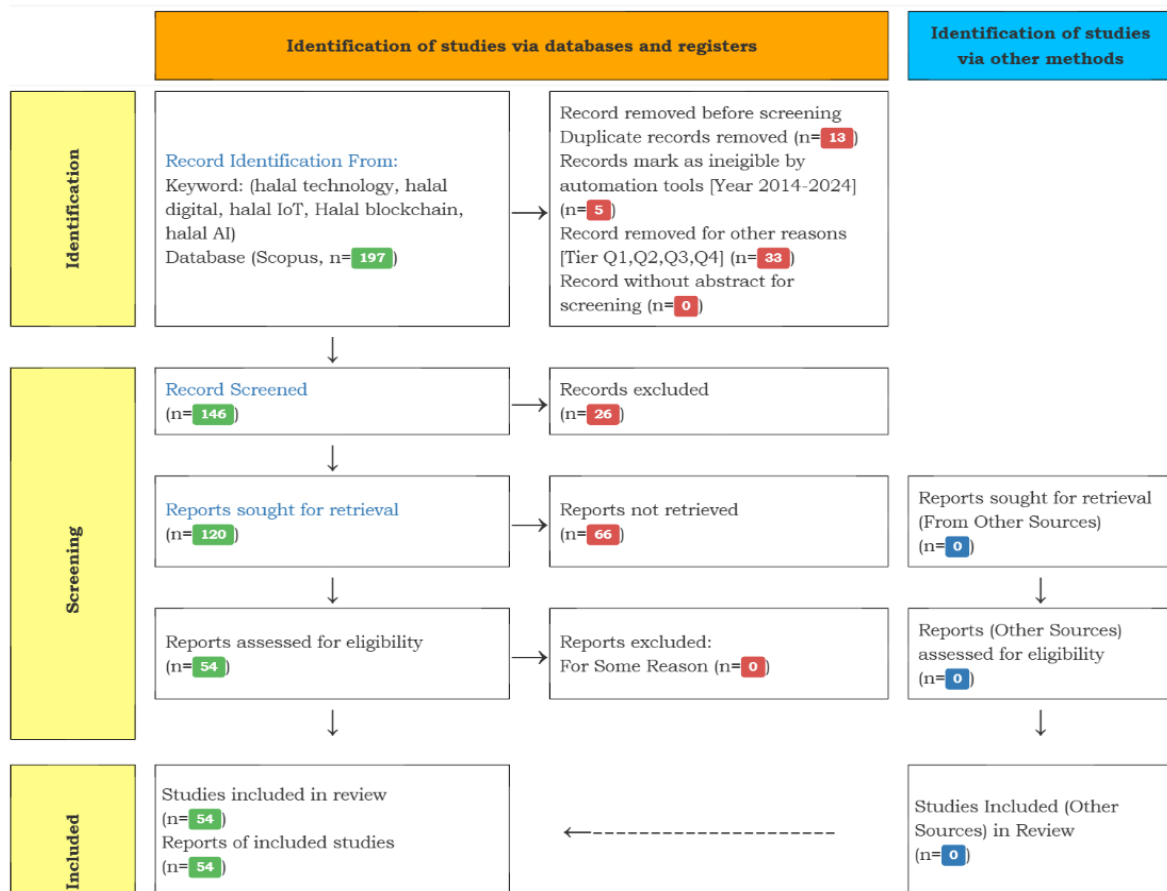 Identification of studies via databases and registers
Identification of studies
via other methods
Identification
Record Identification From:
Keyword: (halal technology, halal
digital, halal IoT, Halal blockchain,
halal AI)
Database (Scopus, n=197)
Record removed before screening
Duplicate records removed (n=13)
Records mark as ineigible by
automation tools [Year 2014-2024]
(n=5)
Record removed for other reasons
[Tier Q1,Q2,Q3,Q4] (n=33)
Record without abstract for
screening (n=0)
Screening
Record Screened
(n=146)
Records excluded
(n=26)
Reports sought for retrieval
(n=120)
Reports not retrieved
(n=66)
Reports sought for retrieval
(From Other Sources)
(n=0)
Reports assessed for eligibility
(n=54)
Reports excluded:
For Some Reason (n=0)
Reports (Other Sources)
assessed for eligibility
(n=0)
Included
Studies included in review
(n=54)
Reports of included studies
(n=54)
Studies Included (Other
Sources) in Review
(n=0)